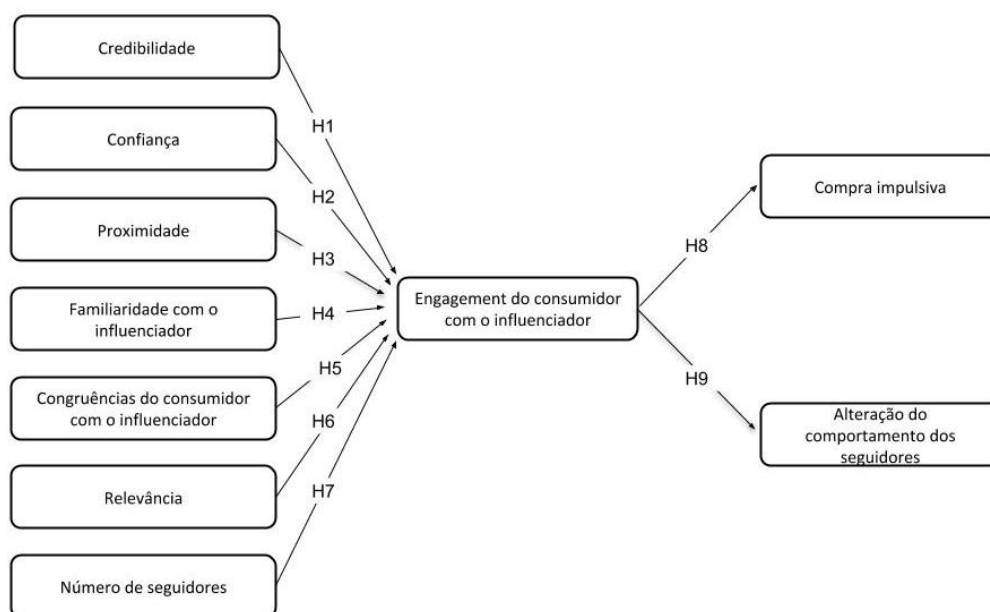 Credibilidade
H1
Confiança
H2
Proximidade
H3
Familiaridade com o
influenciador
H4
Congruências do consumidor
com o influenciador
H5
Relevância
H6
Número de seguidores
H7
Engagement do consumidor
com o influenciador
H8
Compra impulsiva
H9
Alteração do
comportamento dos
seguidores